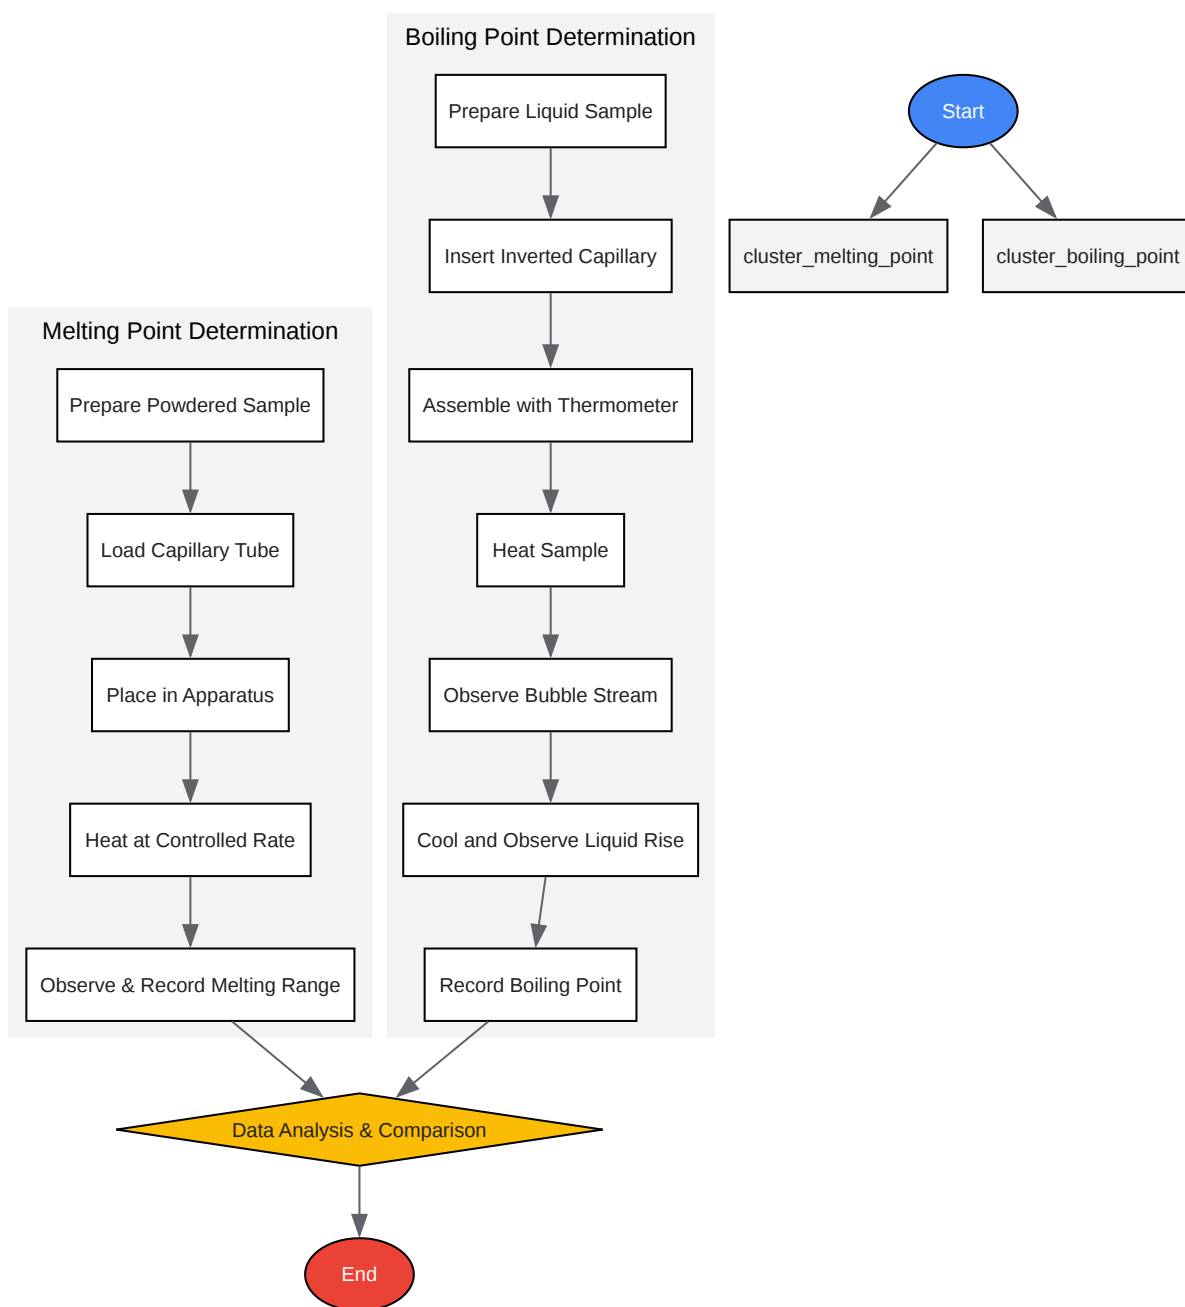 Boiling Point Determination
Prepare Liquid Sample
Insert Inverted Capillary
Assemble with Thermometer
Heat Sample
Observe Bubble Stream
Cool and Observe Liquid Rise
Record Boiling Point
Start
cluster_melting_point
cluster_boiling_point
Melting Point Determination
Prepare Powdered Sample
Load Capillary Tube
Place in Apparatus
Heat at Controlled Rate
Observe & Record Melting Range
Data Analysis & Comparison
End